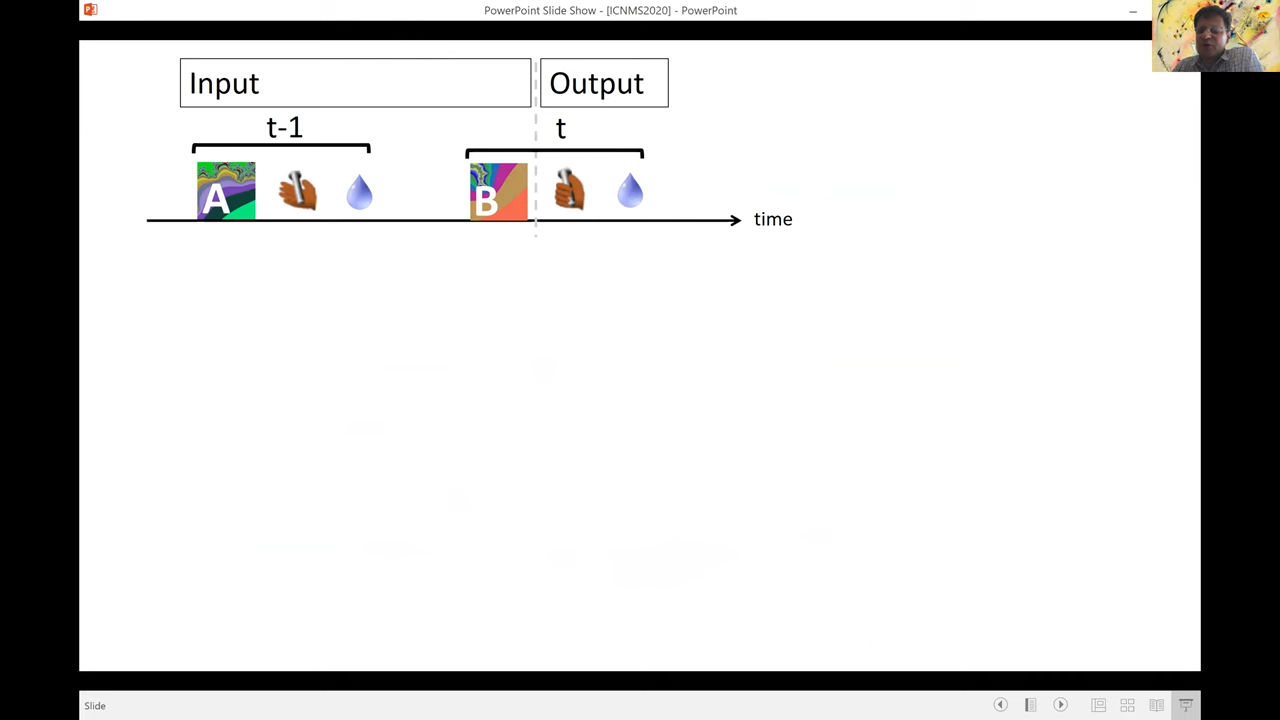 PowerPoint Slide Show - [ICNMS2020] - PowerPoint
Input
Output
t-1
t
A
B
time
Slide